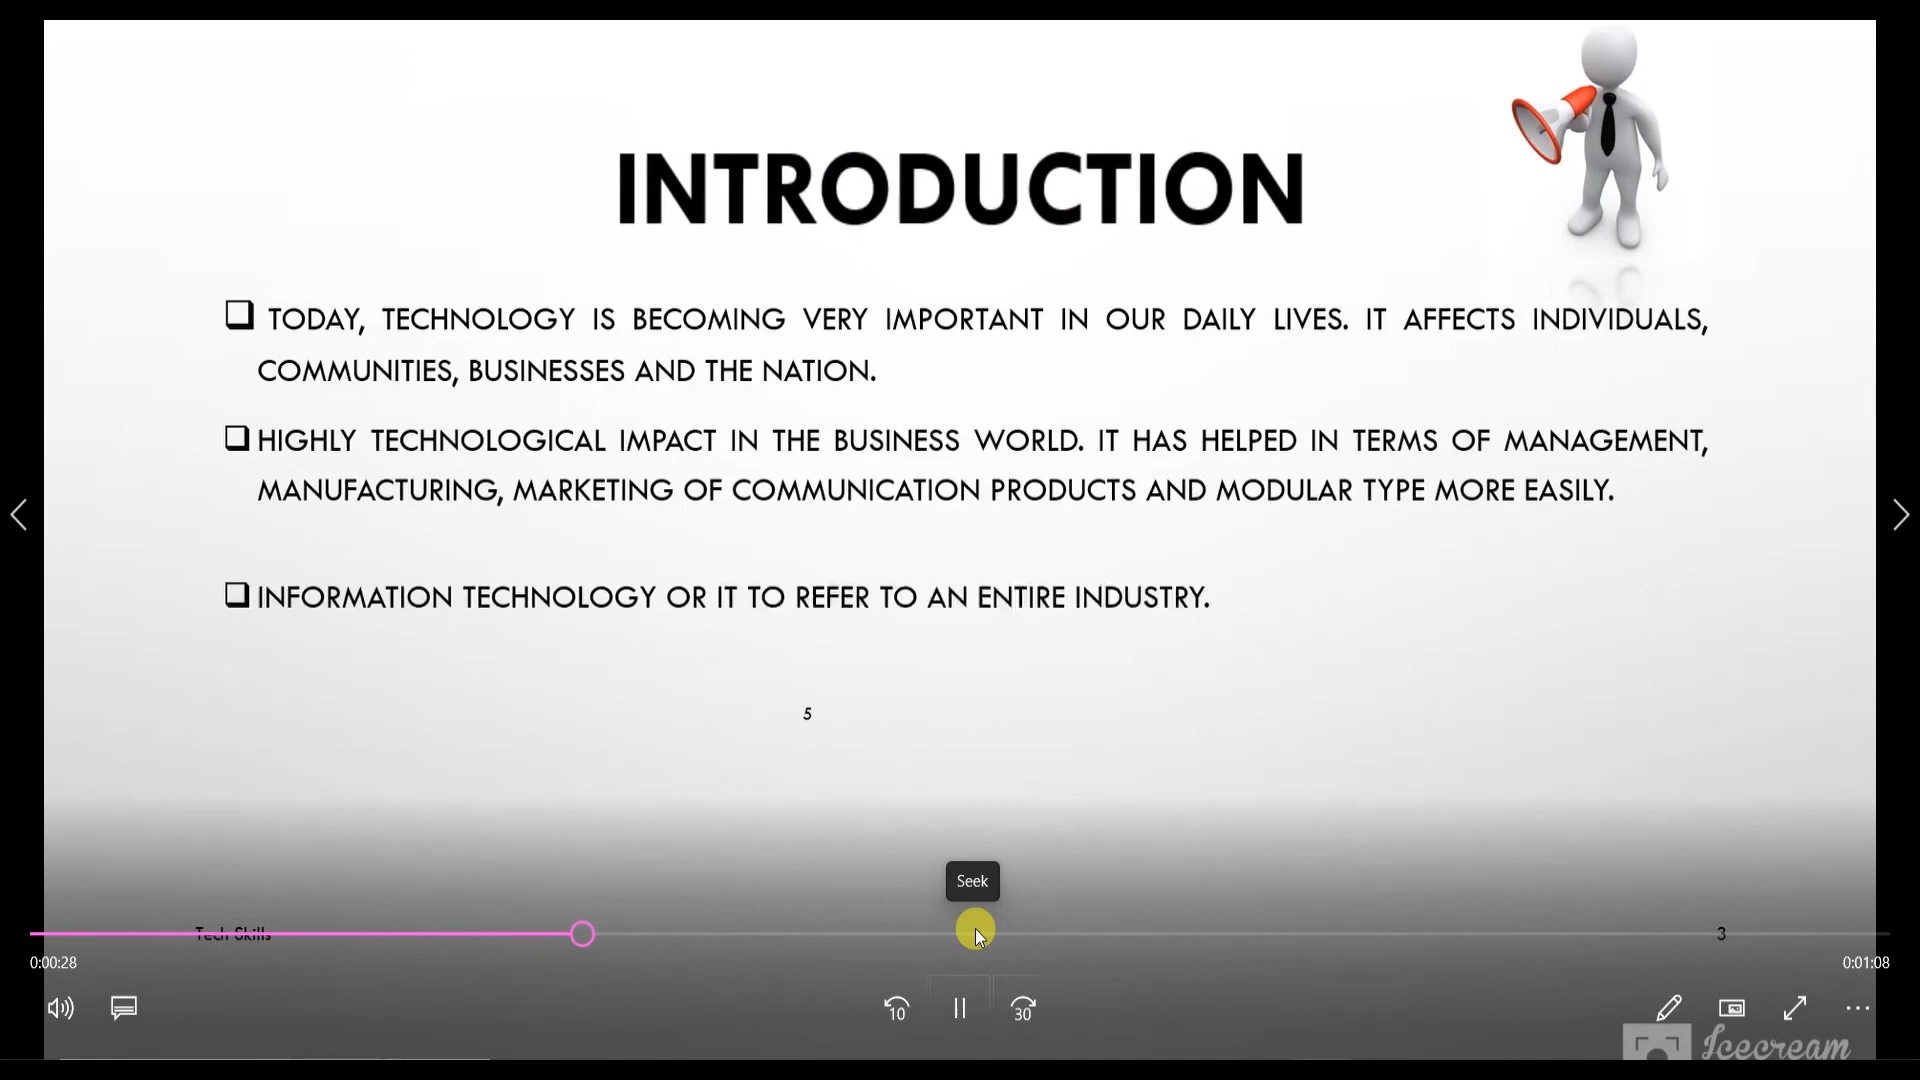 INTRODUCTION
TODAY, TECHNOLOGY IS BECOMING VERY IMPORTANT IN OUR DAILY LIVES. IT AFFECTS INDIVIDUALS,
COMMUNITIES, BUSINESSES AND THE NATION.
HIGHLY TECHNOLOGICAL IMPACT IN THE BUSINESS WORLD. IT HAS HELPED IN TERMS OF MANAGEMENT,
MANUFACTURING, MARKETING OF COMMUNICATION PRODUCTS AND MODULAR TYPE MORE EASILY.
INFORMATION TECHNOLOGY OR IT TO REFER TO AN ENTIRE INDUSTRY.
5
Seek
Tech Skills
3
0:00:28
0:01:08
10
30
Icecream